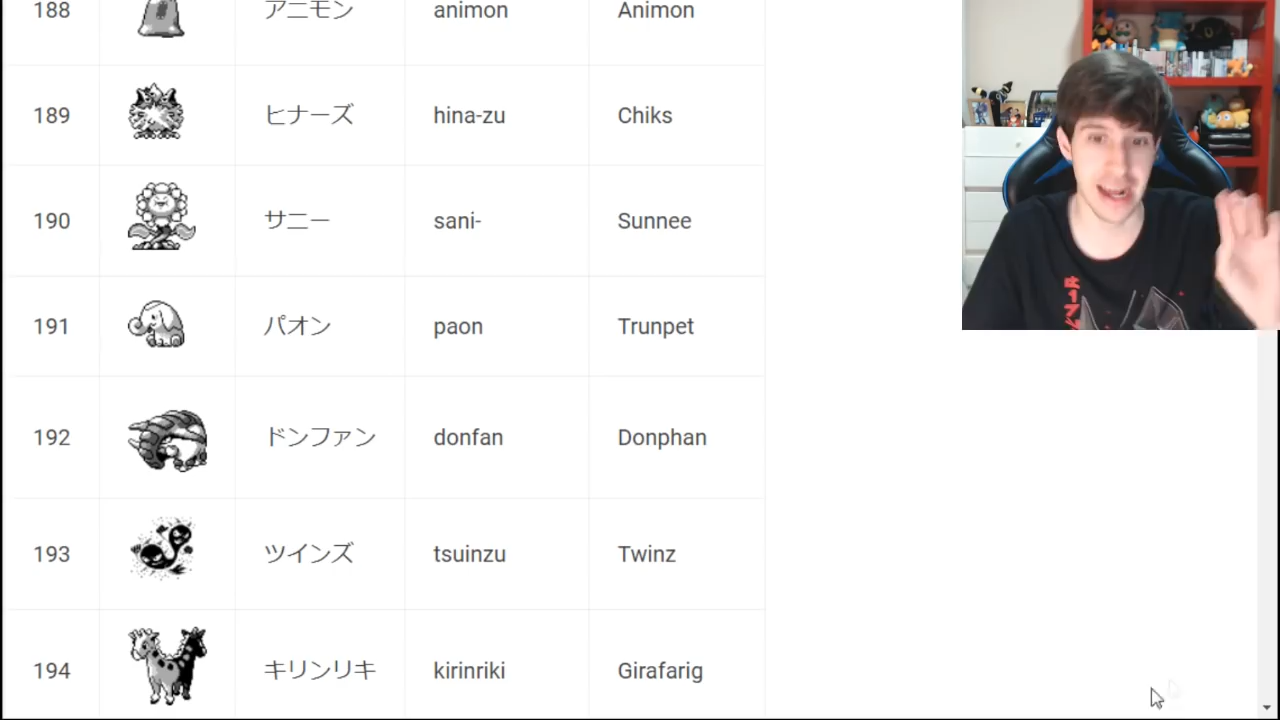 188 アニモン animon Animon
189 ヒナーズ hina-zu Chiks
190 サニー sani- Sunnee
191 パオン paon Trunpet
192 ドンファン donfan Donphan
193 ツインズ tsuinzu Twinz
194 キリンリキ kirinriki Girafarig